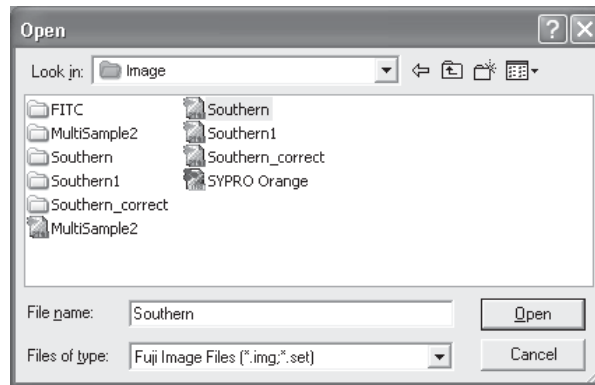 Open
Look in: Image
FITC
MultiSample2
Southern
Southern1
Southern_correct
MultiSample2
Southern
Southern1
Southern_correct
SYPRO Orange
File name: Southern Open
Files of type: Fuji Image Files (*.img;*.set) Cancel